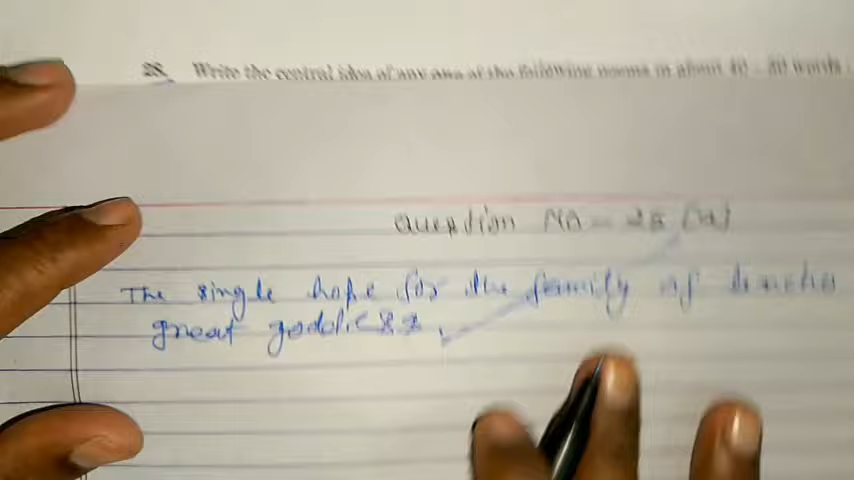 28. Write the central idea of any one of the following poems in about 40 - 50 words
Question No - 28
The single hope for the family of
great goddess.